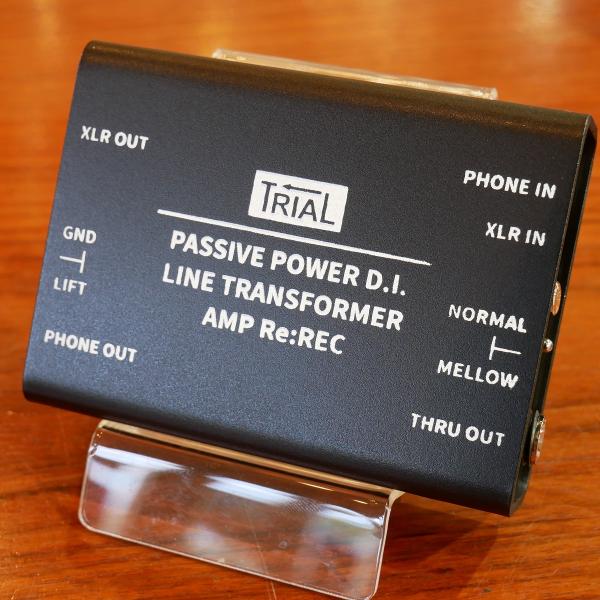 XLR OUT
GND
LIFT
PHONE OUT
TRIAL
PASSIVE POWER D.I.
LINE TRANSFORMER
AMP Re:REC
PHONE IN
XLR IN
NORMAL
MELLOW
THRU OUT